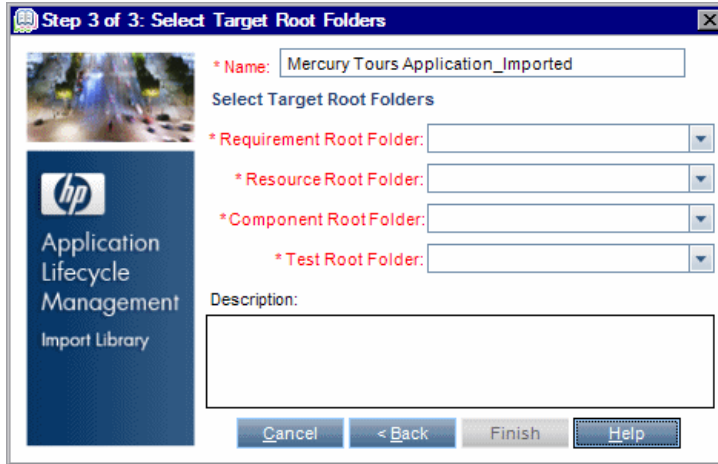 Step 3 of 3: Select Target Root Folders
* Name: Mercury Tours Application_Imported
Select Target Root Folders
* Requirement Root Folder:
* Resource Root Folder:
* Component Root Folder:
* Test Root Folder:
hp
Application
Lifecycle
Management
Import Library
Description:
Cancel < Back Finish Help